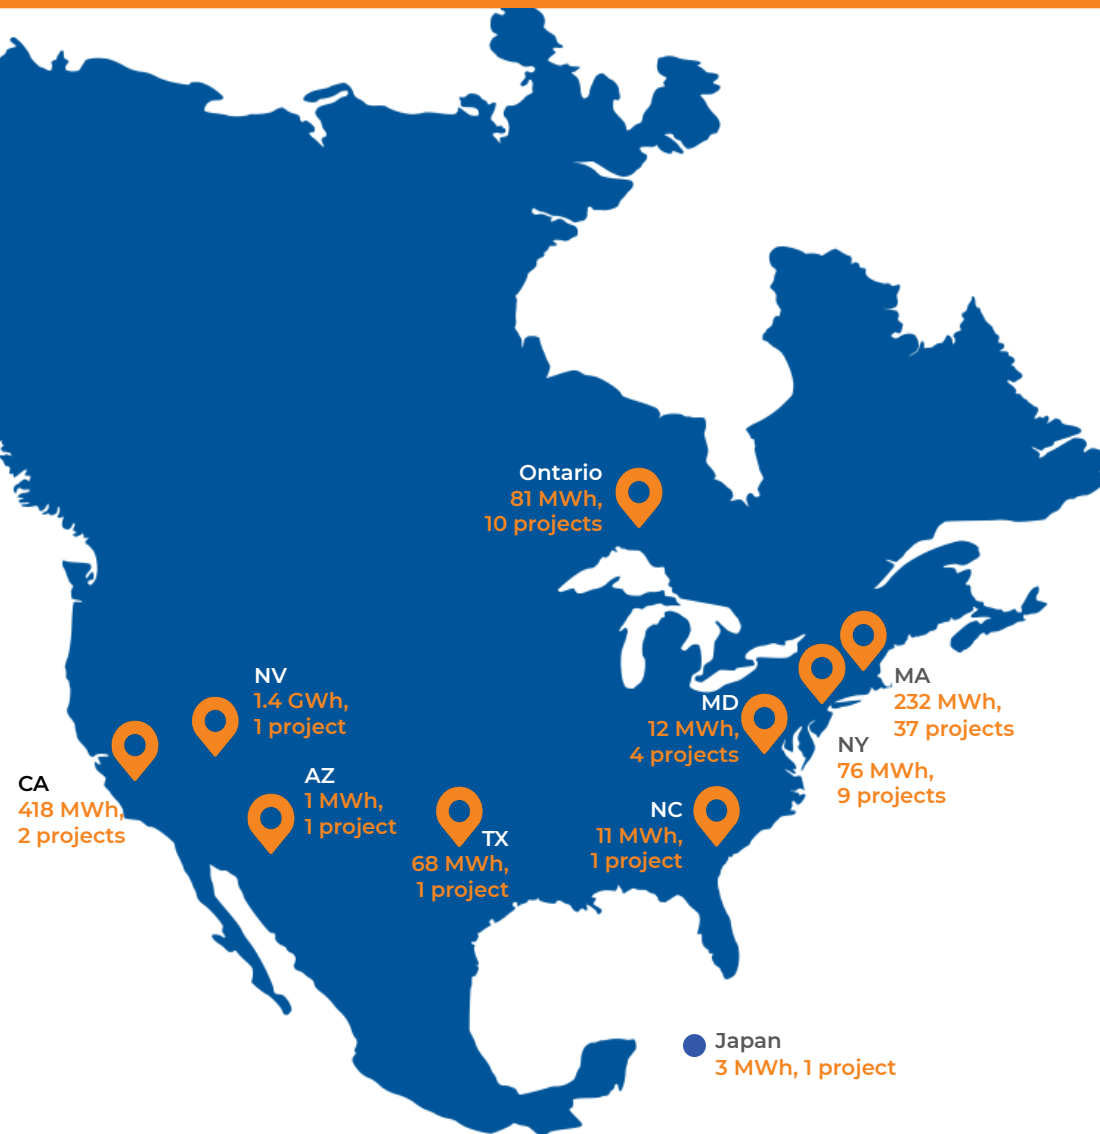 Ontario
81 MWh,
10 projects
NV
1.4 GWh,
1 project
MA
232 MWh,
37 projects
MD
12 MWh,
4 projects
NY
76 MWh,
9 projects
CA
418 MWh,
2 projects
AZ
1 MWh,
1 project
TX
68 MWh,
1 project
NC
11 MWh,
1 project
Japan
3 MWh, 1 project